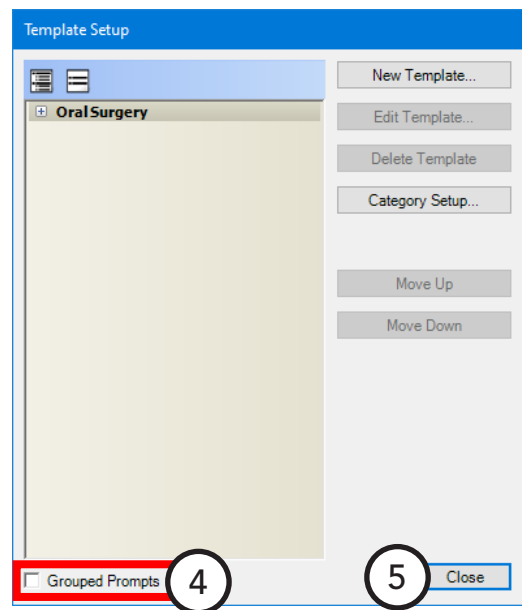 Template Setup
New Template...
Oral Surgery
Edit Template...
Delete Template
Category Setup...
Move Up
Move Down
Grouped Prompts
4
5
Close